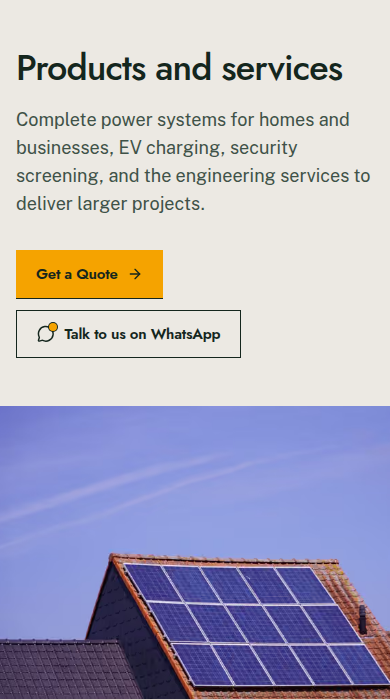 Products and services
Complete power systems for homes and
businesses, EV charging, security
screening, and the engineering services to
deliver larger projects.
Get a Quote
Talk to us on WhatsApp